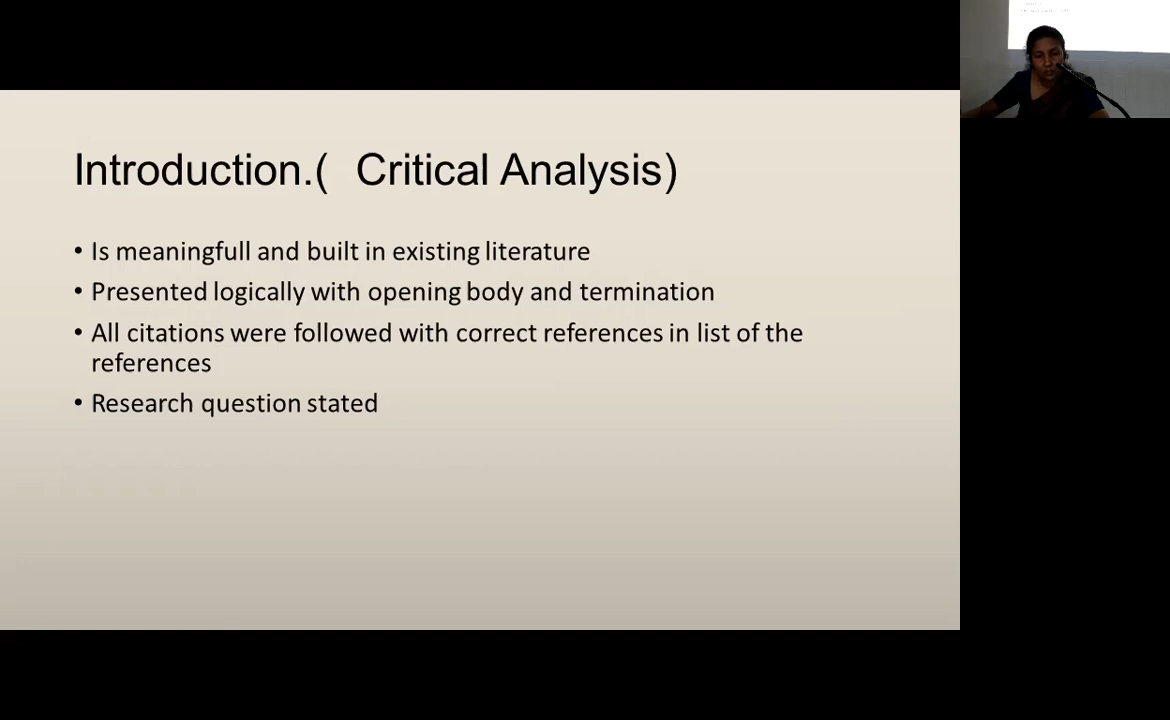 Introduction.( Critical Analysis)
• Is meaningfull and built in existing literature
• Presented logically with opening body and termination
• All citations were followed with correct references in list of the
references
• Research question stated